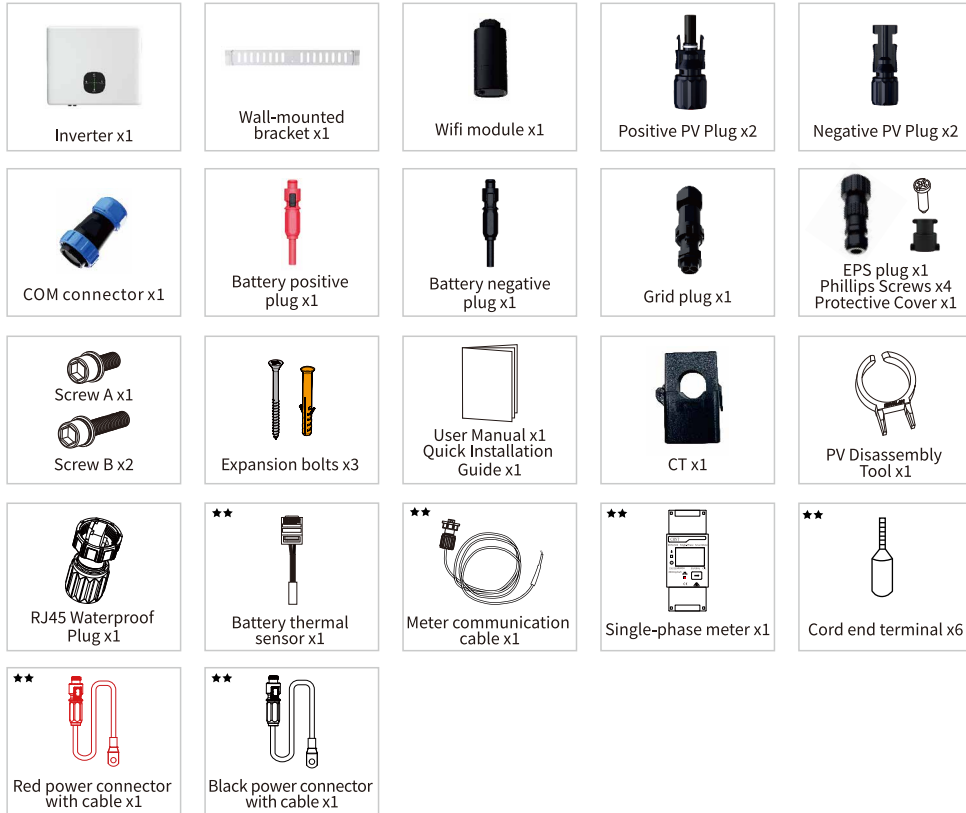 Inverter x1
Wall-mounted
bracket x1
Wifi module x1
Positive PV Plug x2
Negative PV Plug x2
COM connector x1
Battery positive
plug x1
Battery negative
plug x1
Grid plug x1
EPS plug x1
Phillips Screws x4
Protective Cover x1
Screw A x1
Screw B x2
Expansion bolts x3
User Manual x1
Quick Installation
Guide x1
CT x1
PV Disassembly
Tool x1
RJ45 Waterproof
Plug x1
★★
Battery thermal
sensor x1
★★
Meter communication
cable x1
★★
Single-phase meter x1
★★
Cord end terminal x6
★★
Red power connector
with cable x1
★★
Black power connector
with cable x1